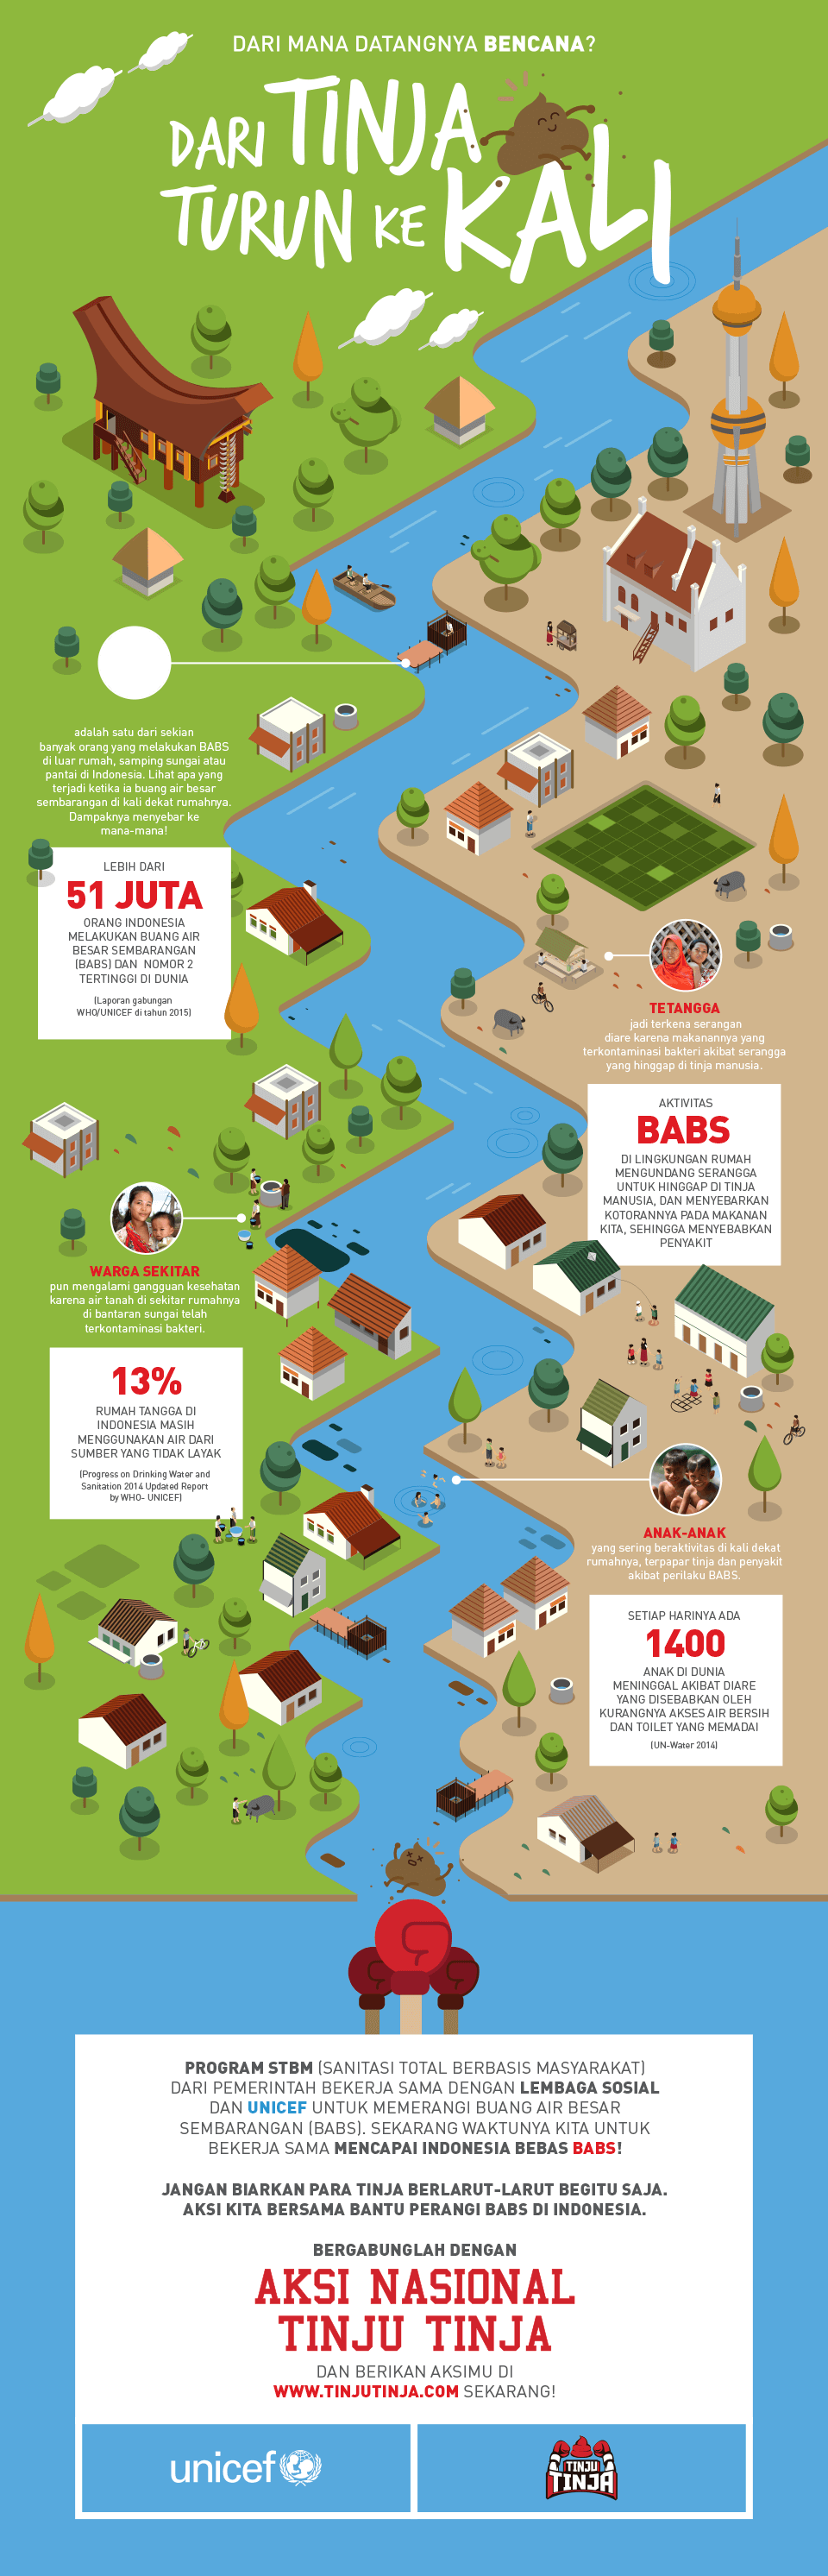 DARI MANA DATANGNYA BENCANA?
DARI TINJA
TURUN KE KALI
adalah satu dari sekian
banyak orang yang melakukan BABS
di luar rumah, samping sungai atau
pantai di Indonesia. Lihat apa yang
terjadi ketika ia buang air besar
sembarangan di kali dekat rumahnya.
Dampaknya menyebar ke
mana-mana!
LEBIH DARI
51 JUTA
ORANG INDONESIA
MELAKUKAN BUANG AIR
BESAR SEMBARANGAN
(BABS) DAN NOMOR 2
TERTINGGI DI DUNIA
(Laporan gabungan
WHO/UNICEF di tahun 2015)
TETANGGA
jadi terkena serangan
diare karena makanannya yang
terkontaminasi bakteri akibat serangga
yang hinggap di tinja manusia.
AKTIVITAS
BABS
DI LINGKUNGAN RUMAH
MENGUNDANG SERANGGA
UNTUK HINGGAP DI TINJA
MANUSIA, DAN MENYEBARKAN
KOTORANNYA PADA MAKANAN
KITA, SEHINGGA MENYEBABKAN
PENYAKIT
WARGA SEKITAR
pun mengalami gangguan kesehatan
karena air tanah di sekitar rumahnya
di bantaran sungai telah
terkontaminasi bakteri.
13%
RUMAH TANGGA DI
INDONESIA MASIH
MENGGUNAKAN AIR DARI
SUMBER YANG TIDAK LAYAK
(Progress on Drinking Water and
Sanitation 2014 Updated Report
by WHO- UNICEF)
ANAK-ANAK
yang sering beraktivitas di kali dekat
rumahnya, terpapar tinja dan penyakit
akibat perilaku BABS.
SETIAP HARINYA ADA
1400
ANAK DI DUNIA
MENINGGAL AKIBAT DIARE
YANG DISEBABKAN OLEH
KURANGNYA AKSES AIR BERSIH
DAN TOILET YANG MEMADAI
(UN-Water 2014)
PROGRAM STBM (SANITASI TOTAL BERBASIS MASYARAKAT)
DARI PEMERINTAH BEKERJA SAMA DENGAN LEMBAGA SOSIAL
DAN UNICEF UNTUK MEMERANGI BUANG AIR BESAR
SEMBARANGAN (BABS). SEKARANG WAKTUNYA KITA UNTUK
BEKERJA SAMA MENCAPAI INDONESIA BEBAS BABS!
JANGAN BIARKAN PARA TINJA BERLARUT-LARUT BEGITU SAJA.
AKSI KITA BERSAMA BANTU PERANGI BABS DI INDONESIA.
BERGABUNGLAH DENGAN
AKSI NASIONAL
TINJU TINJA
DAN BERIKAN AKSIMU DI
WWW.TINJUTINJA.COM SEKARANG!
unicef
TINJU
TINJA